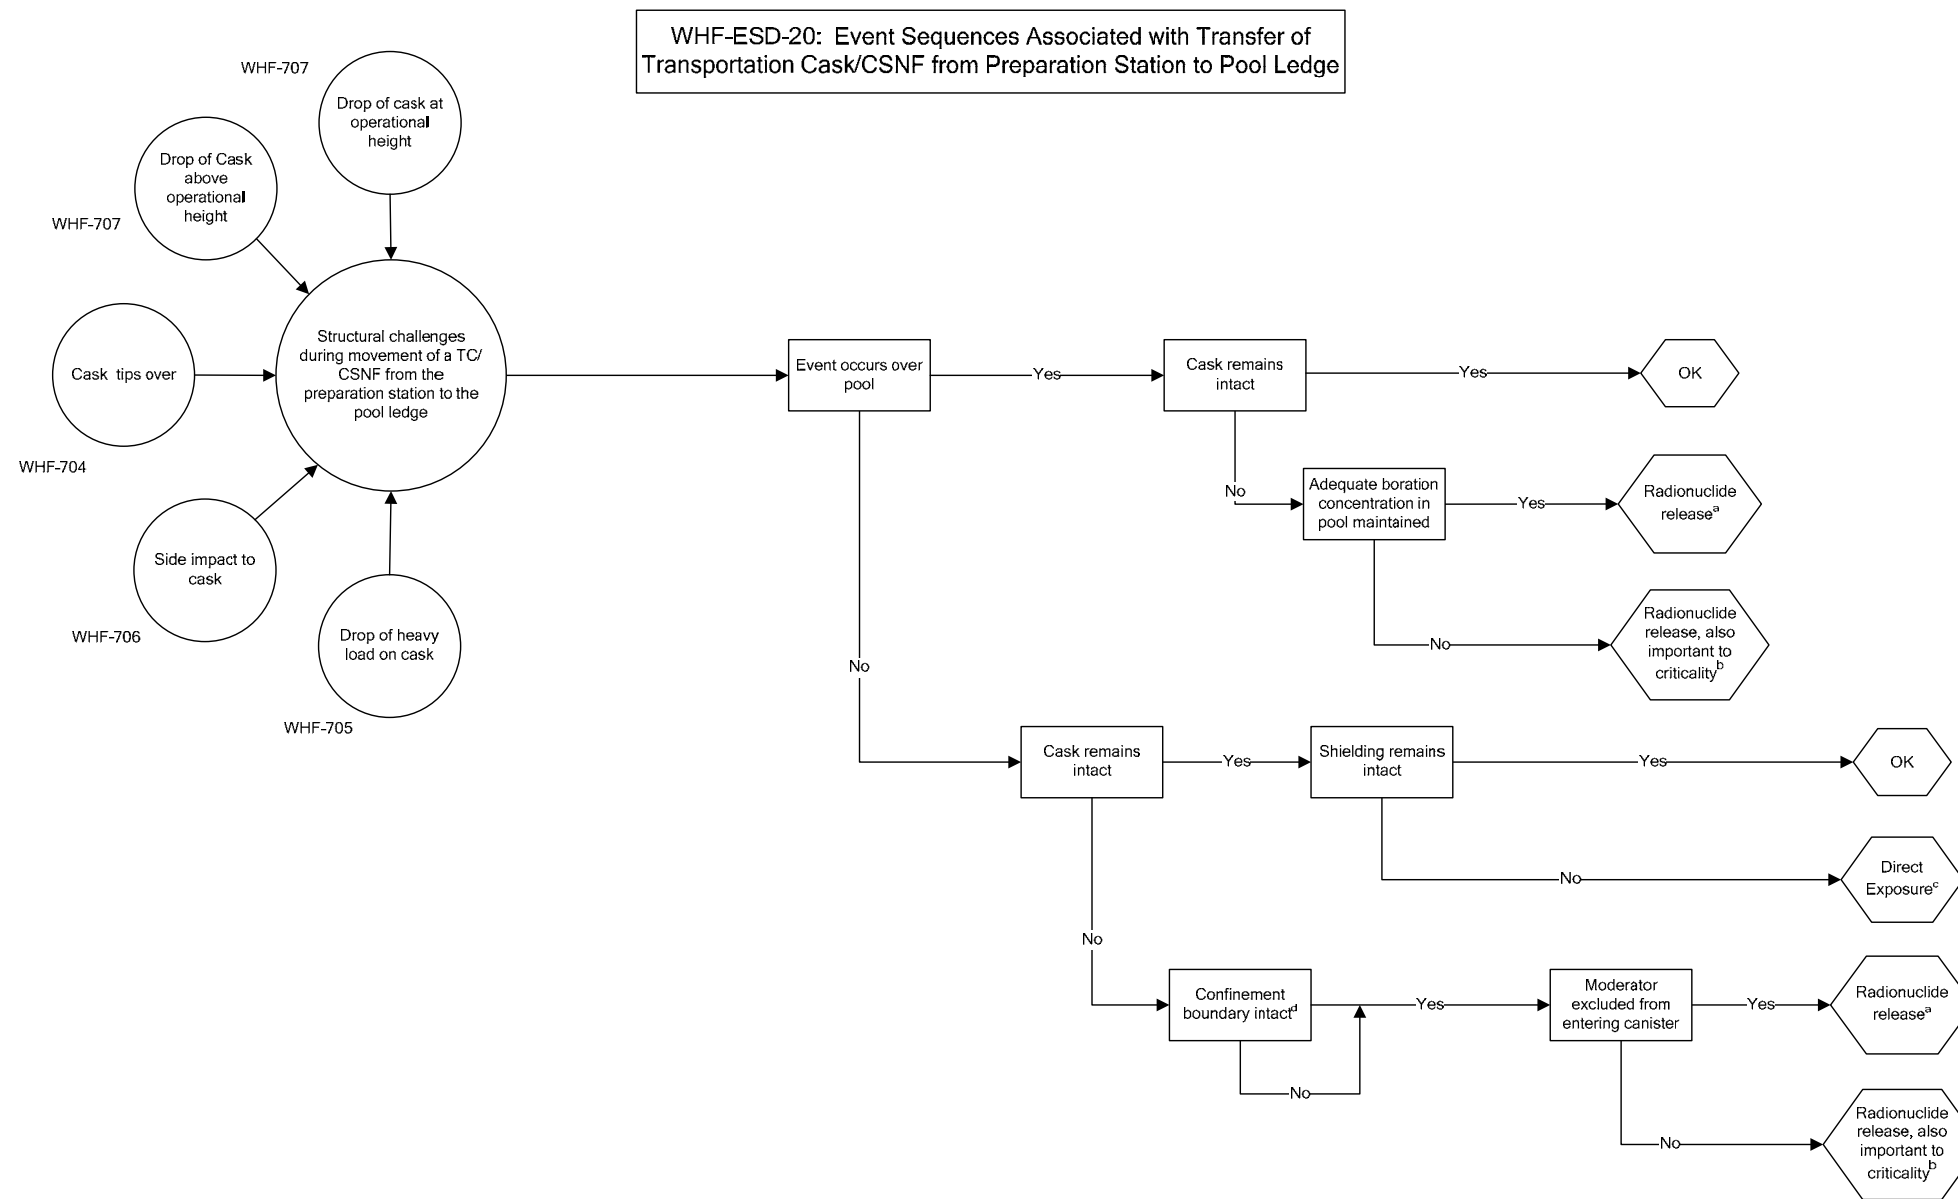 WHF-ESD-20: Event Sequences Associated with Transfer of
Transportation Cask/CSNF from Preparation Station to Pool Ledge
WHF-707
Drop of cask at
operational
height
Drop of Cask
above
operational
height
WHF-707
Cask tips over
WHF-704
Side impact to
cask
WHF-706
Drop of heavy
load on cask
WHF-705
Structural challenges
during movement of a TC/
CSNF from the
preparation station to the
pool ledge
Event occurs over
pool
Yes
Cask remains
intact
Yes
OK
No
Adequate boration
concentration in
pool maintained
Yes
Radionuclide
release^a
No
Radionuclide
release, also
important to
criticality^b
No
Cask remains
intact
Yes
Shielding remains
intact
Yes
OK
No
Direct
Exposure^c
No
Confinement
boundary intact^d
No
Yes
Moderator
excluded from
entering canister
Yes
Radionuclide
release^a
No
Radionuclide
release, also
important to
criticality^b